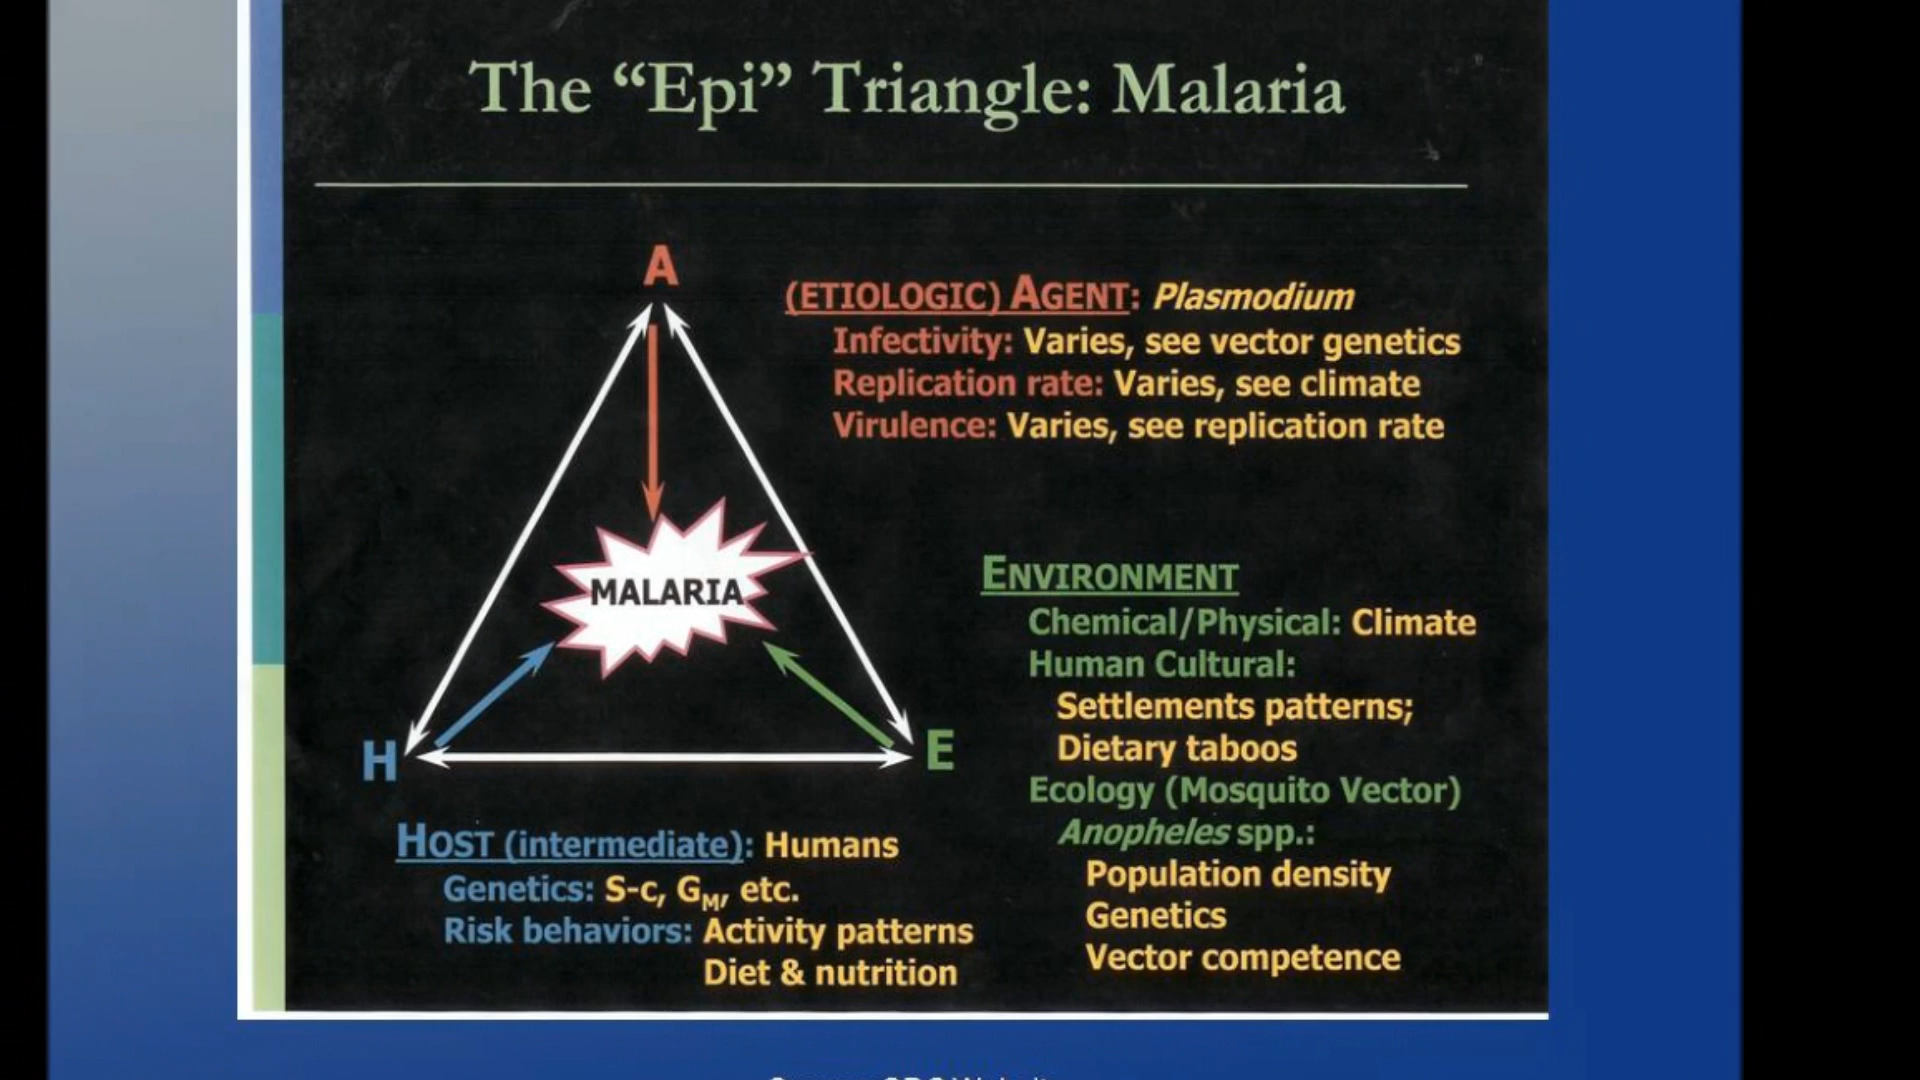 The “Epi” Triangle: Malaria
A
(ETIOLOGIC) AGENT: Plasmodium
Infectivity: Varies, see vector genetics
Replication rate: Varies, see climate
Virulence: Varies, see replication rate
MALARIA
H
E
ENVIRONMENT
Chemical/Physical: Climate
Human Cultural:
Settlements patterns;
Dietary taboos
Ecology (Mosquito Vector)
Anopheles spp.:
Population density
Genetics
Vector competence
HOST (intermediate): Humans
Genetics: S-c, GM, etc.
Risk behaviors: Activity patterns
Diet & nutrition